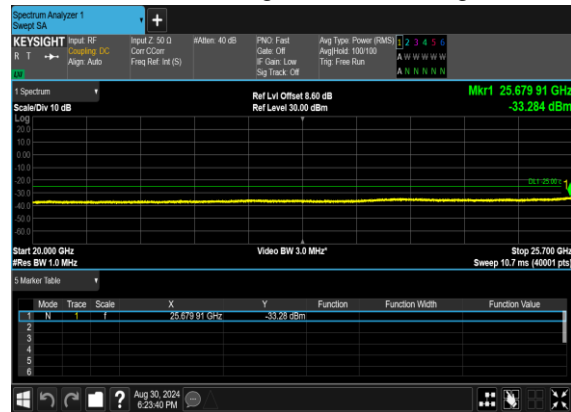 Spectrum Analyzer 1
Swept SA
+
KEYSIGHT Input: RF Input Z: 50 Ω #Atten: 40 dB PNO: Fast Avg Type: Power (RMS) 1 2 3 4 5 6
R T Coupling: DC Corr CCorr Gate: Off Avg|Hold: 100/100 A W W W W W
Align: Auto Freq Ref: Int (S) IF Gain: Low Trig: Free Run
LW Sig Track: Off A N N N N N
1 Spectrum Ref Lvl Offset 8.60 dB Mkr1 25.679 91 GHz
Scale/Div 10 dB Ref Level 30.00 dBm -33.284 dBm
Log
20.0
10.0
0.00
-10.0
-20.0
DL1 -25.00 1
-30.0
-40.0
-50.0
-60.0
Start 20.000 GHz Video BW 3.0 MHz* Stop 25.700 GHz
#Res BW 1.0 MHz Sweep 10.7 ms (40001 pts)
5 Marker Table
Mode Trace Scale X Y Function Function Width Function Value
1 N 1 f 25.679 91 GHz -33.28 dBm
2
3
4
5
6
? Aug 30, 2024
6:23:40 PM